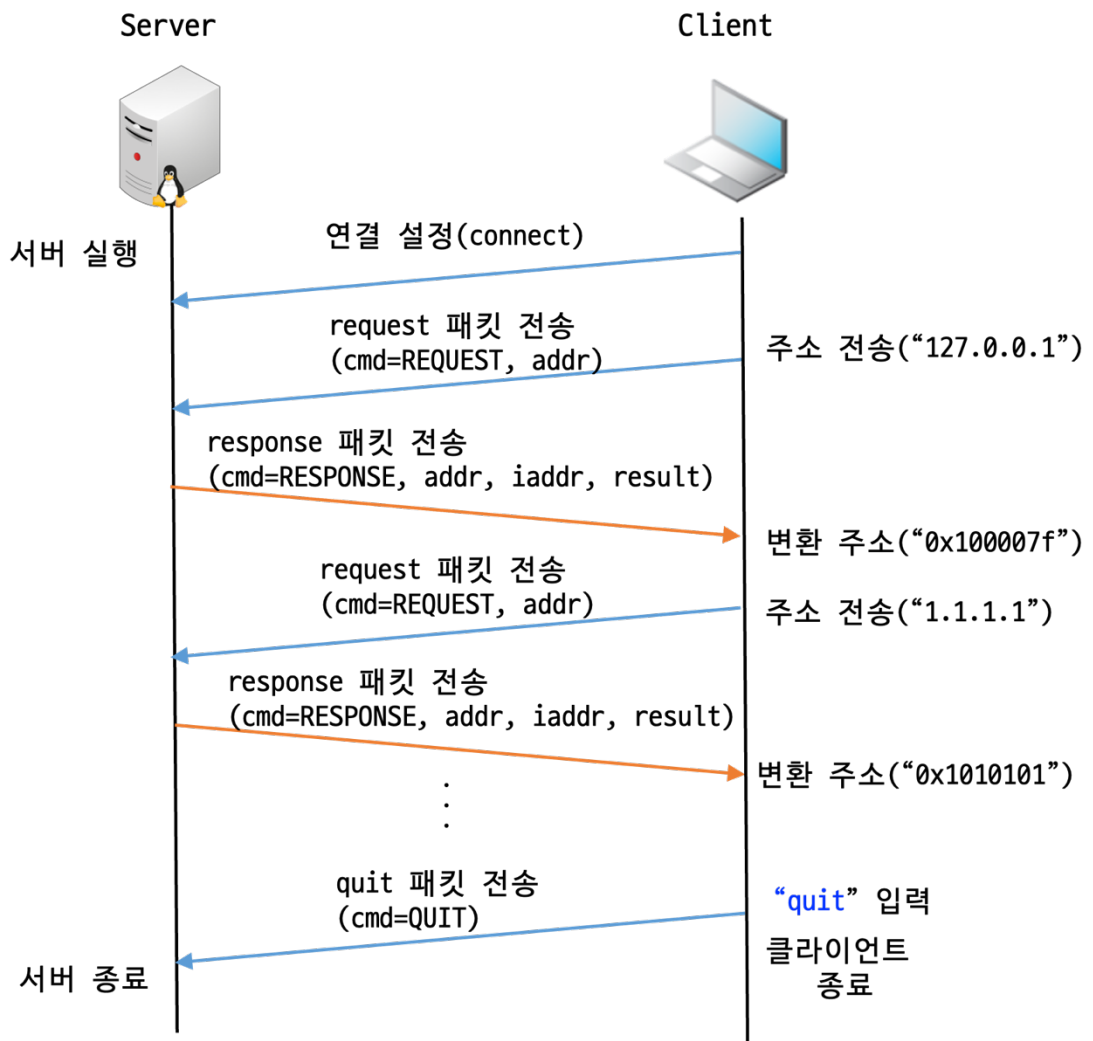 Server
Client
서버 실행
연결 설정(connect)
request 패킷 전송
(cmd=REQUEST, addr)
주소 전송(“127.0.0.1”)
response 패킷 전송
(cmd=RESPONSE, addr, iaddr, result)
변환 주소(“0x100007f”)
request 패킷 전송
(cmd=REQUEST, addr)
주소 전송(“1.1.1.1”)
response 패킷 전송
(cmd=RESPONSE, addr, iaddr, result)
변환 주소(“0x1010101”)
quit 패킷 전송
(cmd=QUIT)
“quit” 입력
클라이언트
종료
서버 종료